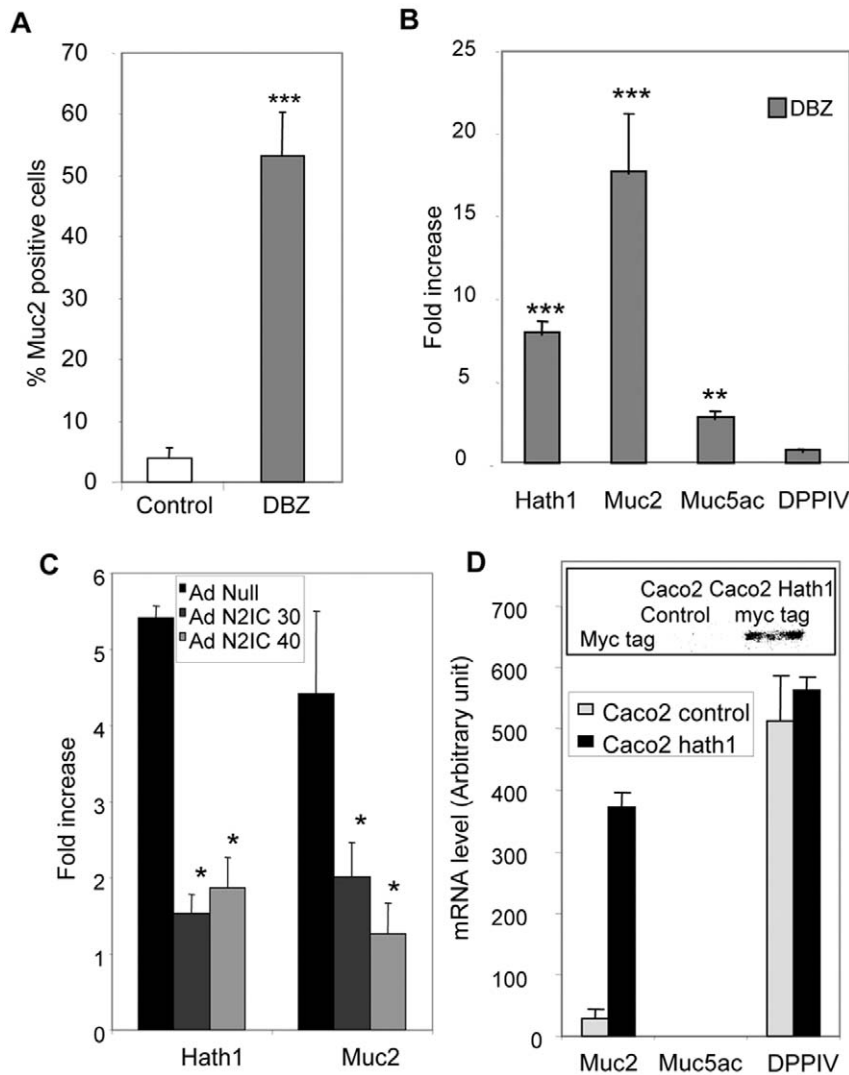 A
% Muc2 positive cells
70
60
50
40
30
20
10
0
***
Control DBZ
B
Fold increase
25
20
15
10
5
0
***
***
**
DBZ
Hath1 Muc2 Muc5ac DPPIV
C
Fold increase
6
5
4
3
2
1
0
Ad Null
Ad N2IC 30
Ad N2IC 40
* *
* *
Hath1 Muc2
D
mRNA level (Arbitrary unit)
700
600
500
400
300
200
100
0
Caco2 Caco2 Hath1
Control myc tag
Myc tag
Caco2 control
Caco2 hath1
Muc2 Muc5ac DPPIV